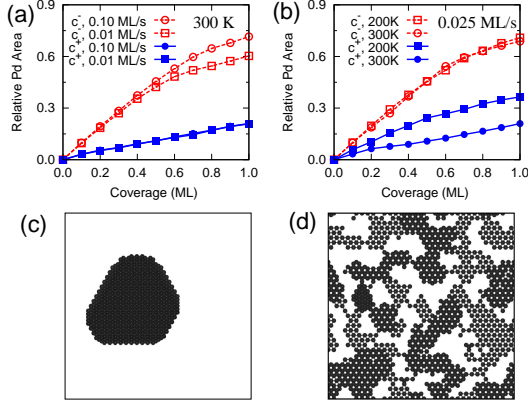 (a)
c⁻, 0.10 ML/s
c⁻, 0.01 ML/s
c⁺, 0.10 ML/s
c⁺, 0.01 ML/s
300 K
Relative Pd Area
0.9
0.6
0.3
0.0
0.0 0.2 0.4 0.6 0.8 1.0
Coverage (ML)
(b)
c⁻, 200K
c⁻, 300K
c⁺, 200K
c⁺, 300K
0.025 ML/s
Relative Pd Area
0.9
0.6
0.3
0.0
0.0 0.2 0.4 0.6 0.8 1.0
Coverage (ML)
(c)
(d)